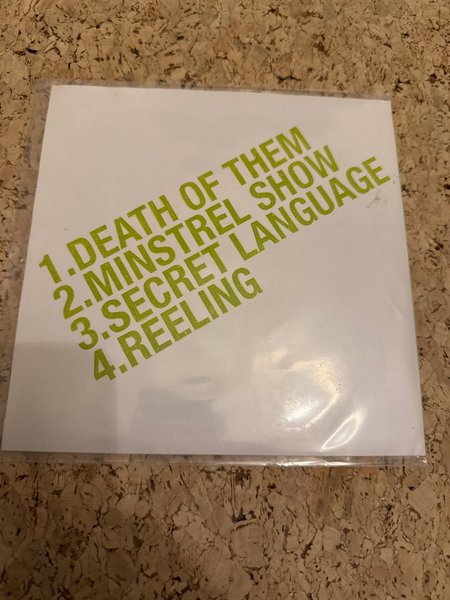 1.DEATH OF THEM
2.MINSTREL SHOW
3.SECRET LANGUAGE
4.REELING